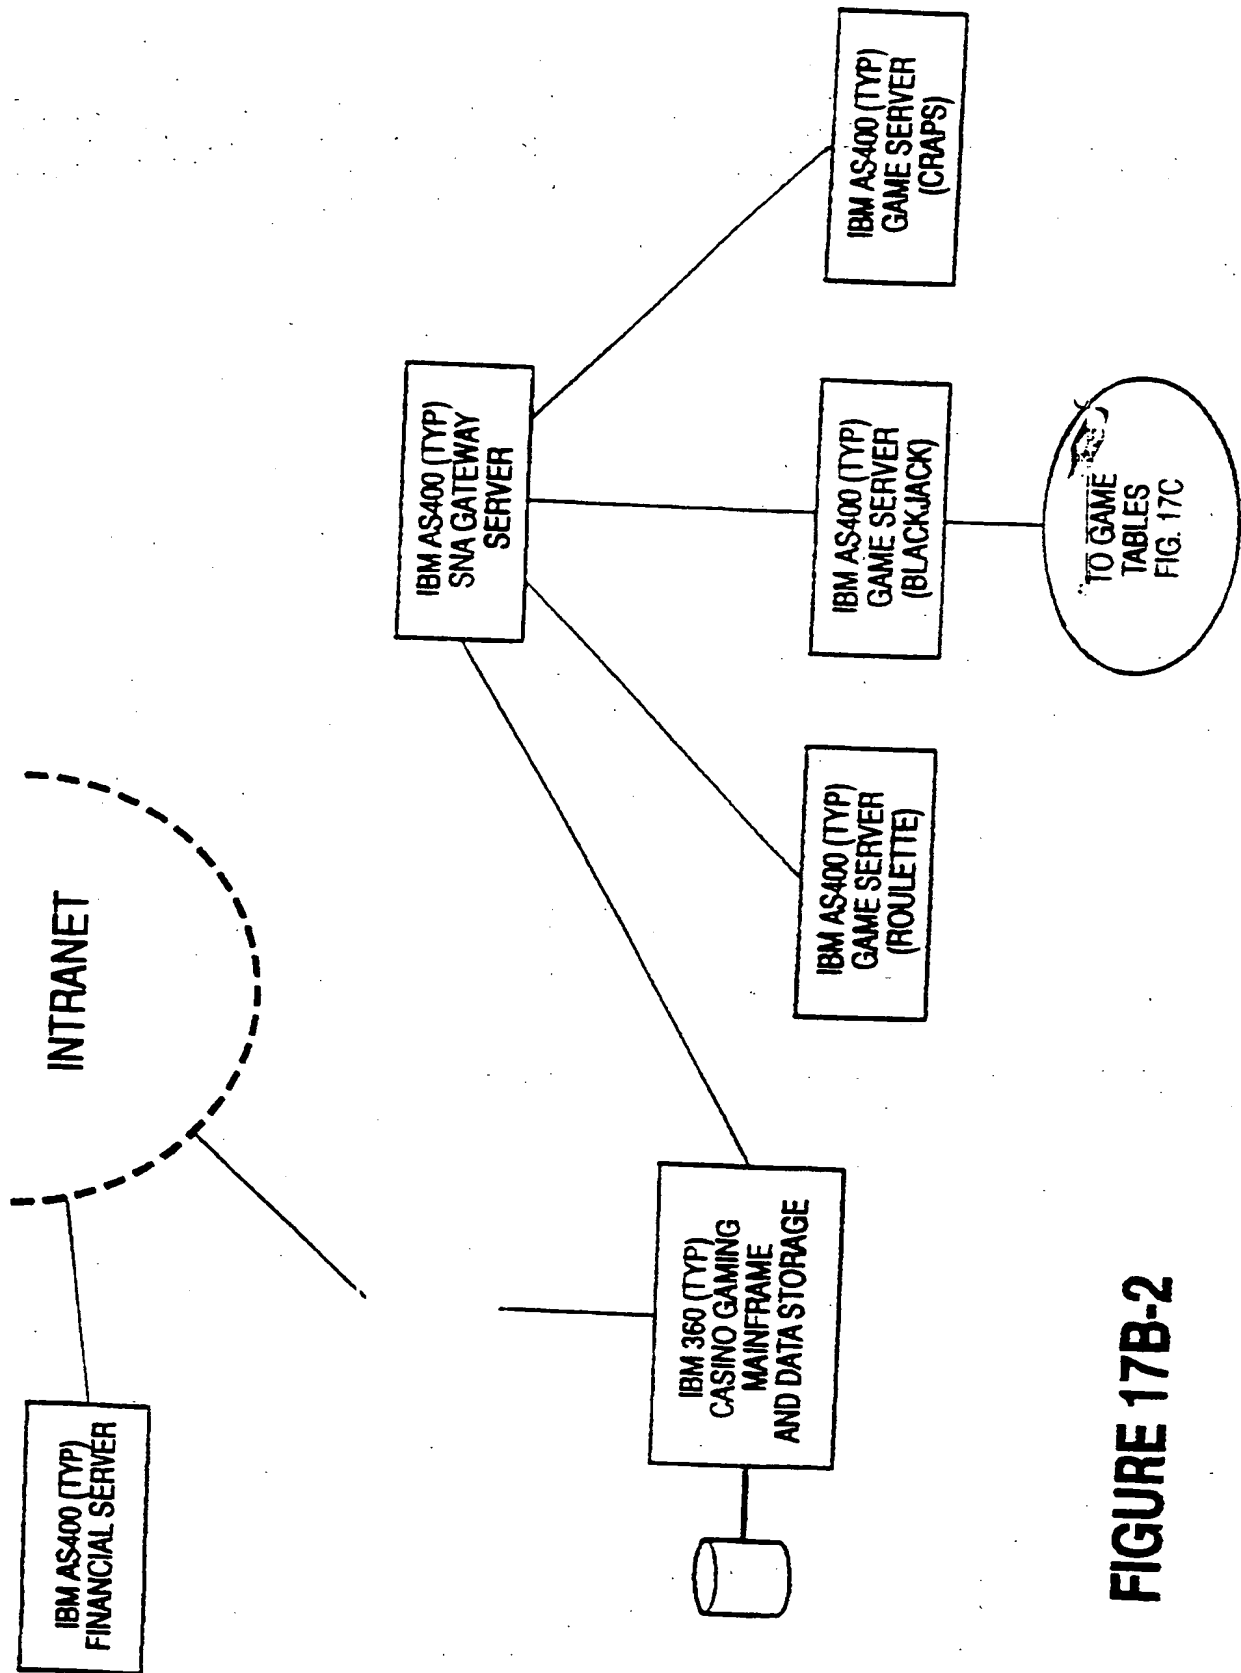 IBM AS400 (TYP)
FINANCIAL SERVER
INTRANET
IBM 360 (TYP)
CASINO GAMING
MAINFRAME
AND DATA STORAGE
IBM AS400 (TYP)
SNA GATEWAY
SERVER
IBM AS400 (TYP)
GAME SERVER
(ROULETTE)
IBM AS400 (TYP)
GAME SERVER
(BLACKJACK)
IBM AS400 (TYP)
GAME SERVER
(CRAPS)
TO GAME
TABLES
FIG. 17C
FIGURE 17B-2